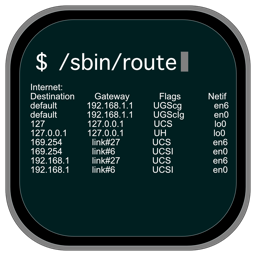 $ /sbin/route
Internet:
Destination Gateway Flags Netif
default 192.168.1.1 UGScg en6
default 192.168.1.1 UGScIg en0
127 127.0.0.1 UCS lo0
127.0.0.1 127.0.0.1 UH lo0
169.254 link#27 UCS en6
169.254 link#6 UCSI en0
192.168.1 link#27 UCS en6
192.168.1 link#6 UCSI en0